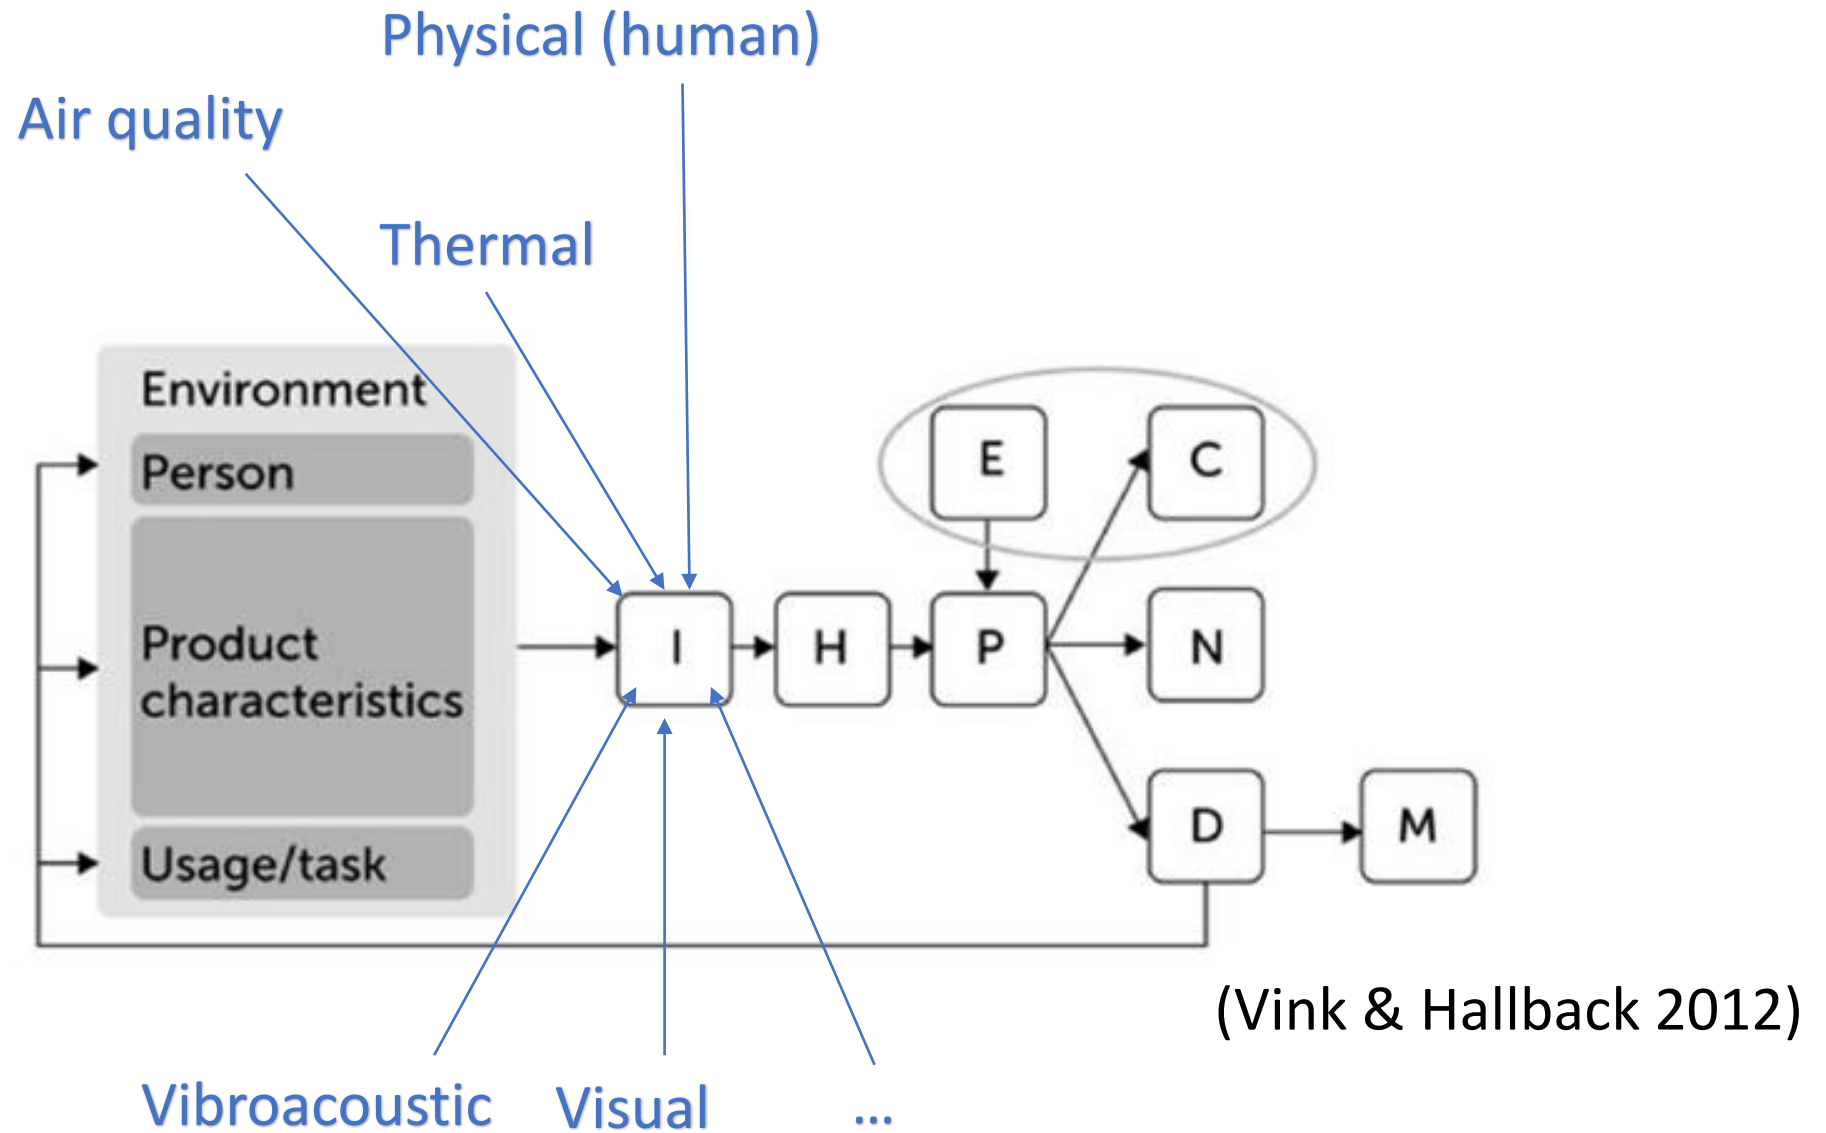 Physical (human)
Air quality
Thermal
Environment
Person
Product
characteristics
Usage/task
E
C
I
H
P
N
D
M
(Vink & Hallback 2012)
Vibroacoustic
Visual
...